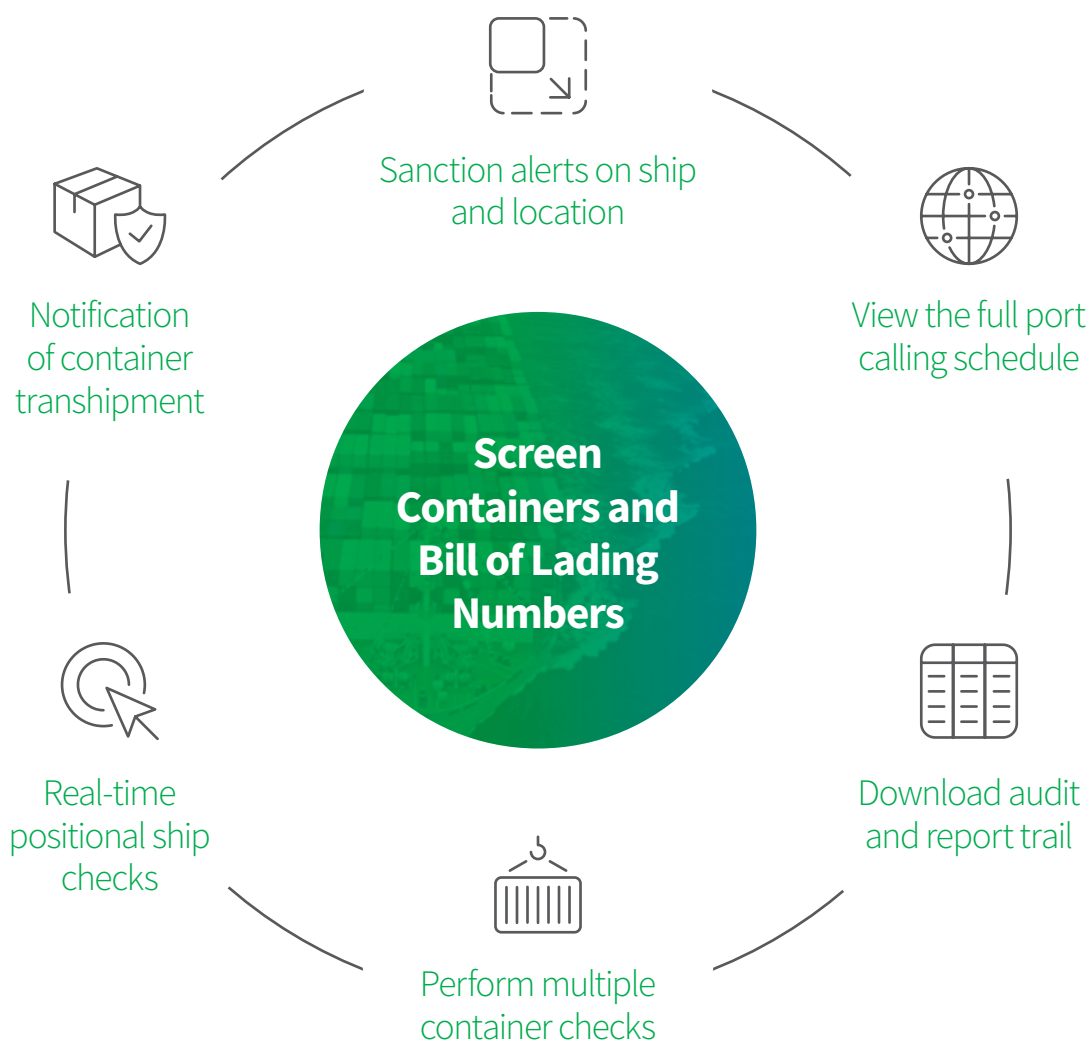 Sanction alerts on ship
and location
View the full port
calling schedule
Download audit
and report trail
Perform multiple
container checks
Real-time
positional ship
checks
Notification
of container
transhipment
Screen
Containers and
Bill of Lading
Numbers